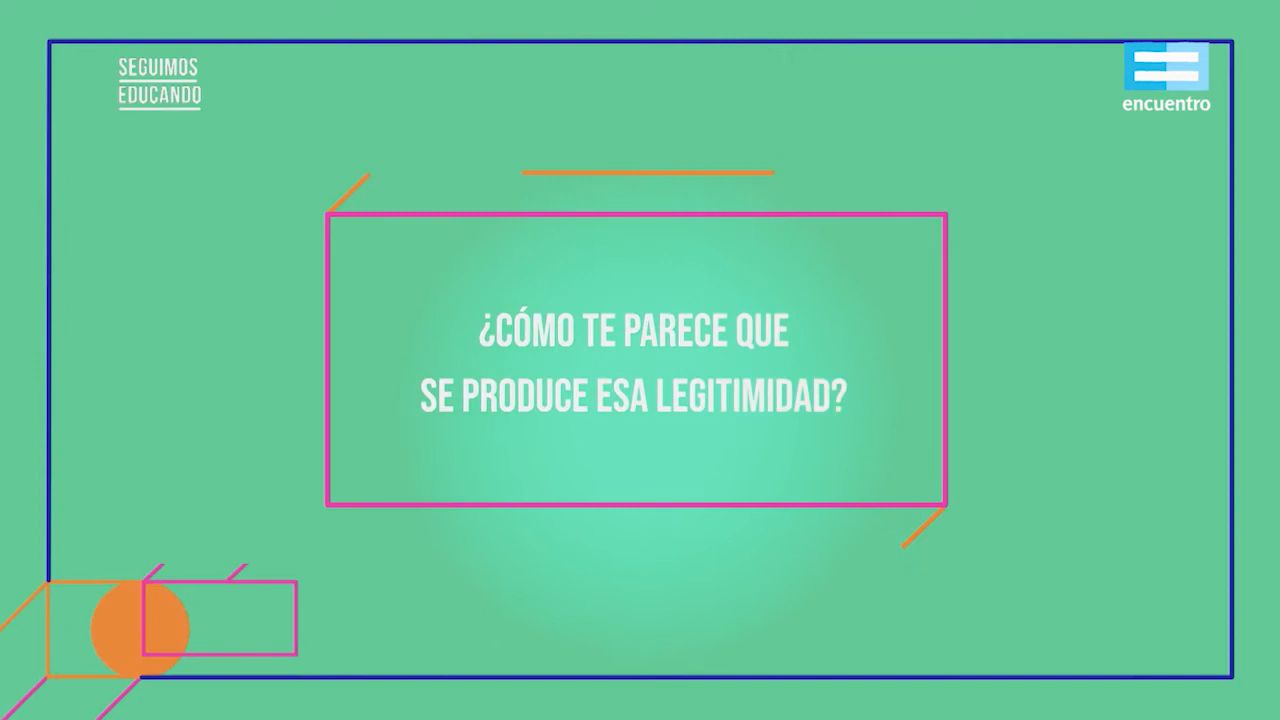 SEGUIMOS
EDUCANDO
encuentro
¿CÓMO TE PARECE QUE
SE PRODUCE ESA LEGITIMIDAD?